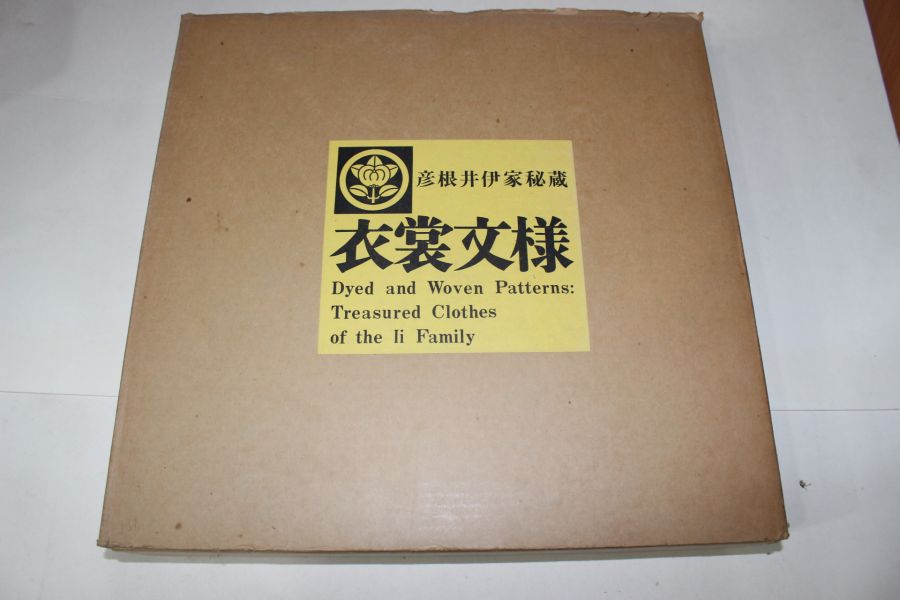 彦根井伊家秘蔵
衣裳文様
Dyed and Woven Patterns:
Treasured Clothes
of the Ii Family